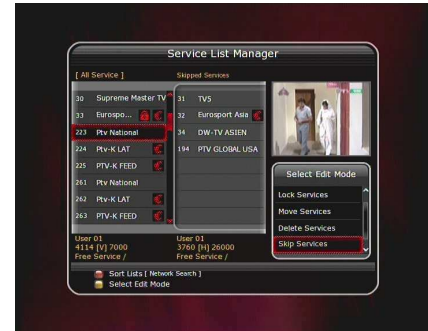 Service List Manager
[ All Service ]
Skipped Services
30 Supreme Master TV
33 Eurospo...
223 Ptv National
224 Ptv-K LAT
225 PTV-K FEED
261 Ptv National
262 Ptv-K LAT
263 PTV-K FEED
31 TV5
32 Eurosport Asia
34 DW-TV ASIEN
194 PTV GLOBAL USA
Select Edit Mode
Lock Services
Move Services
Delete Services
Skip Services
User 01
4114 [V] 7000
Free Service /
User 01
3760 [H] 26000
Free Service /
Sort Lists [ Network Search ]
Select Edit Mode